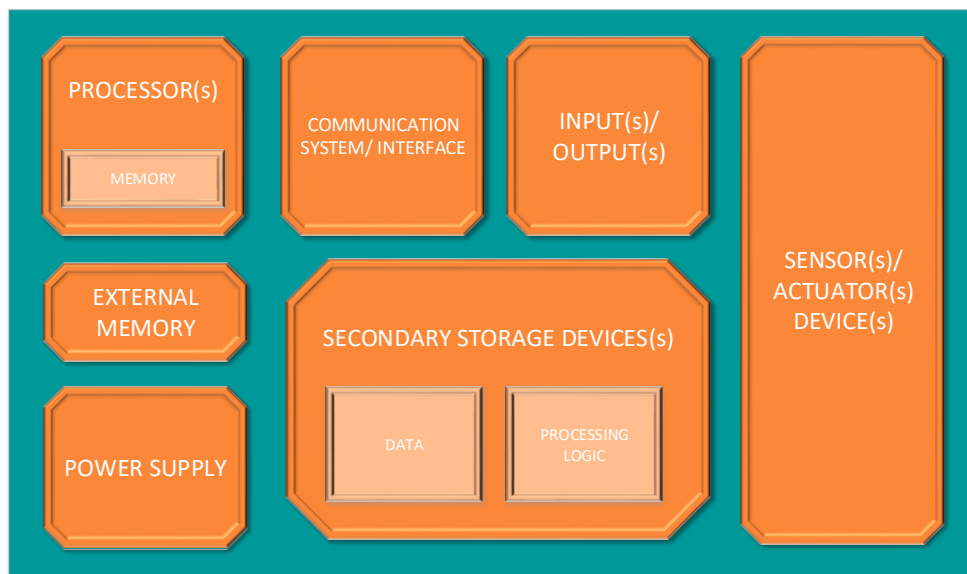 PROCESSOR(s)
MEMORY
COMMUNICATION
SYSTEM/ INTERFACE
INPUT(s)/
OUTPUT(s)
SENSOR(s)/
ACTUATOR(s)
DEVICE(s)
EXTERNAL
MEMORY
SECONDARY STORAGE DEVICES(s)
DATA
PROCESSING
LOGIC
POWER SUPPLY